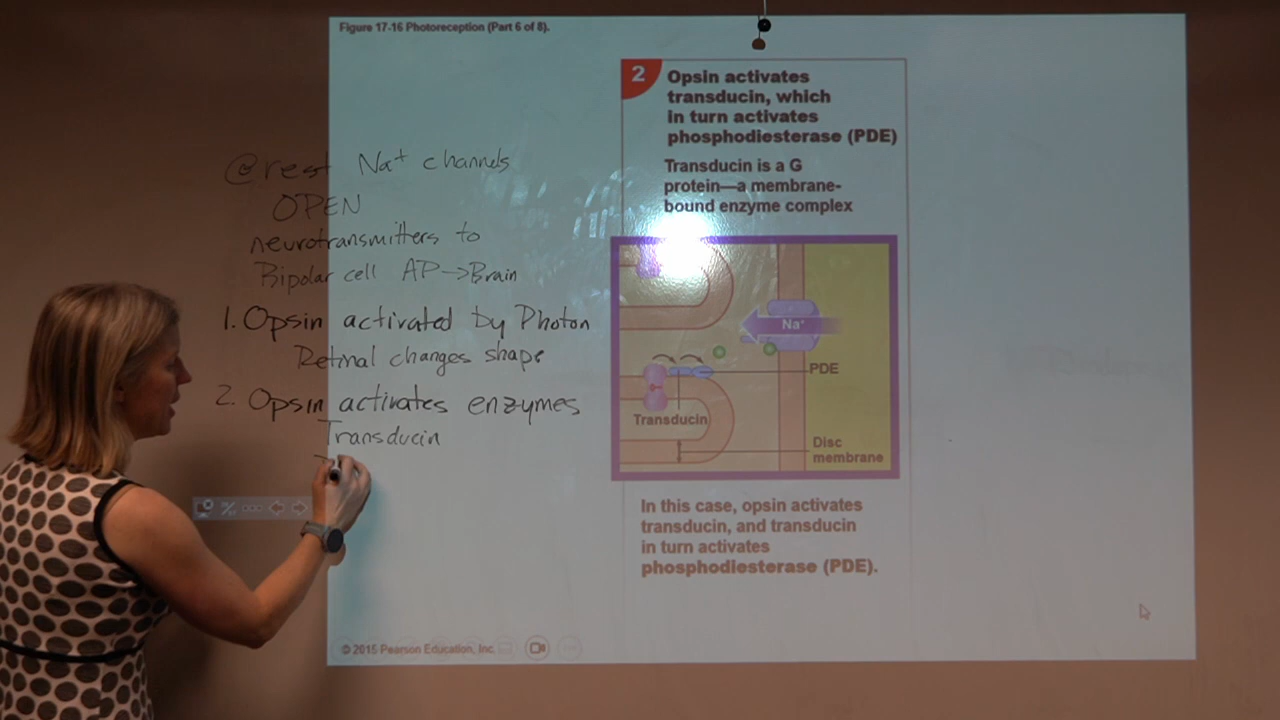 Figure 17-16 Photoreception (Part 6 of 8).
@rest Na+ channels
OPEN
neurotransmitters to
Bipolar cell AP→Brain
1. Opsin activated by Photon
Retinal changes shape
2. Opsin activates enzymes
Transducin
2
Opsin activates
transducin, which
in turn activates
phosphodiesterase (PDE)
Transducin is a G
protein—a membrane-
bound enzyme complex
Na+
PDE
Transducin
Disc
membrane
In this case, opsin activates
transducin, and transducin
in turn activates
phosphodiesterase (PDE).
© 2015 Pearson Education, Inc.